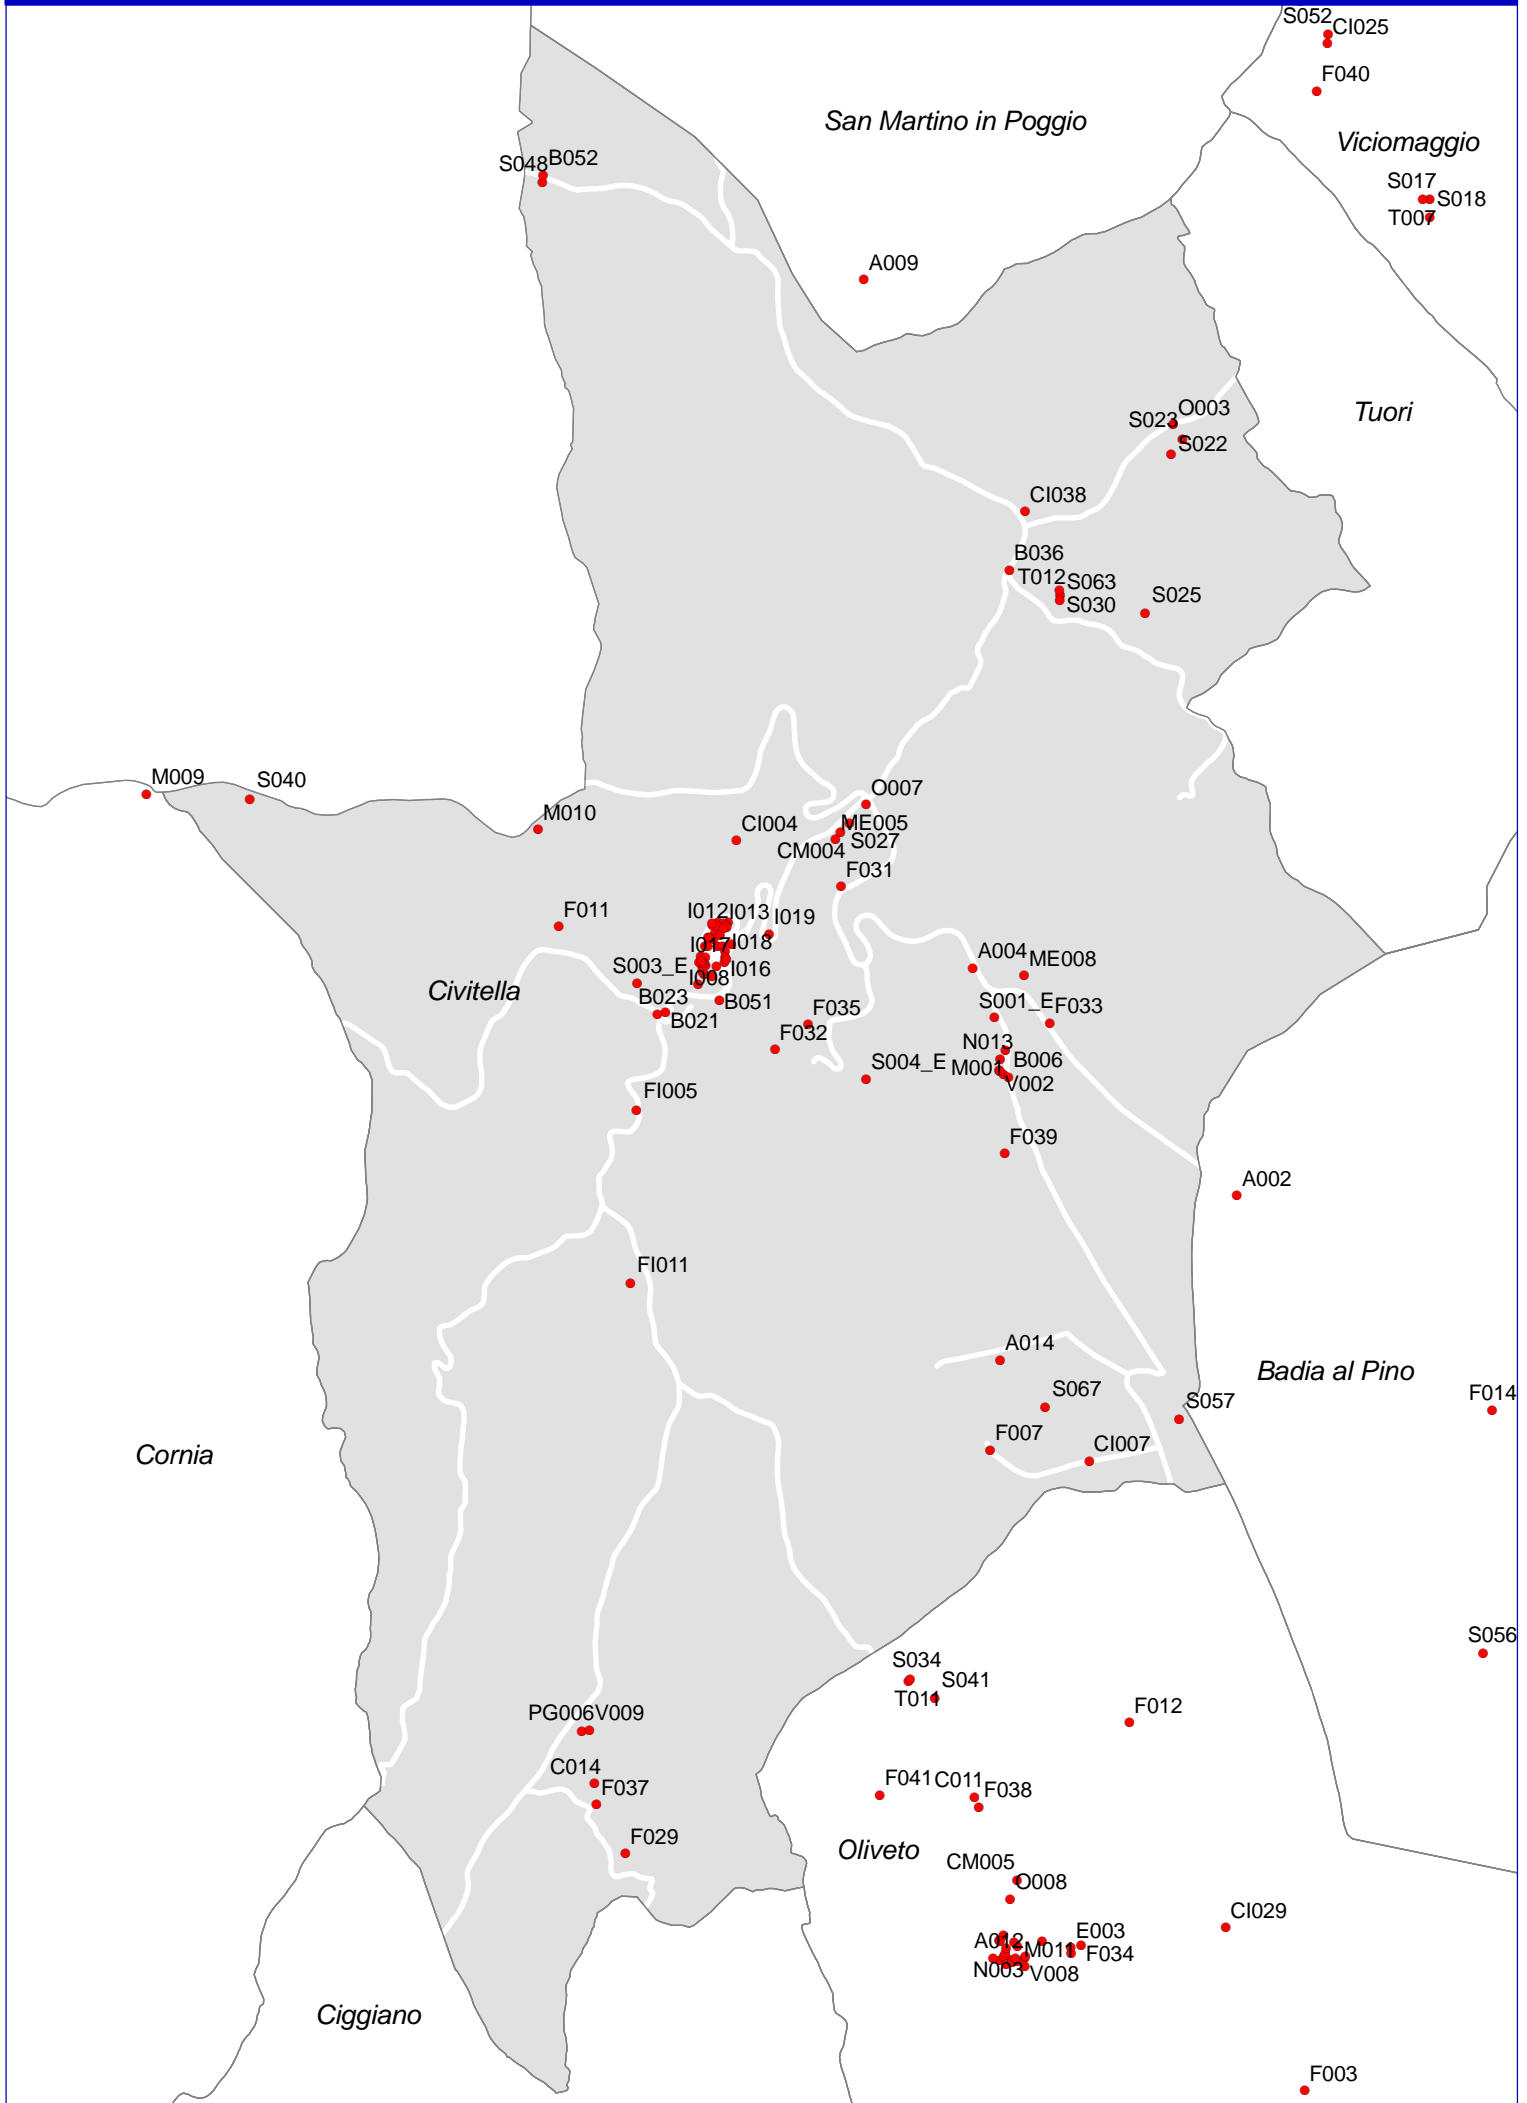 S052
CI025
F040
San Martino in Poggio
Viciomaggio
S048
B052
S017
S018
T007
A009
O003
S023
S022
Tuori
CI038
B036
T012
S063
S030
S025
M009
S040
M010
O007
CI004
ME005
CM004
S027
F031
F011
I012
I013
I019
I017
I018
A004
ME008
S003_E
I008
I016
Civitella
B023
B051
B021
F035
F032
S001_E
F033
N013
B006
M001
V002
S004_E
FI005
F039
A002
FI011
A014
Badia al Pino
S067
S057
F014
F007
CI007
Cornia
S056
S034
S041
T011
F012
PG006
V009
C014
F037
F041
C011
F038
F029
Oliveto
CM005
O008
CI029
A012
M011
E003
F034
N003
V008
Ciggiano
F003